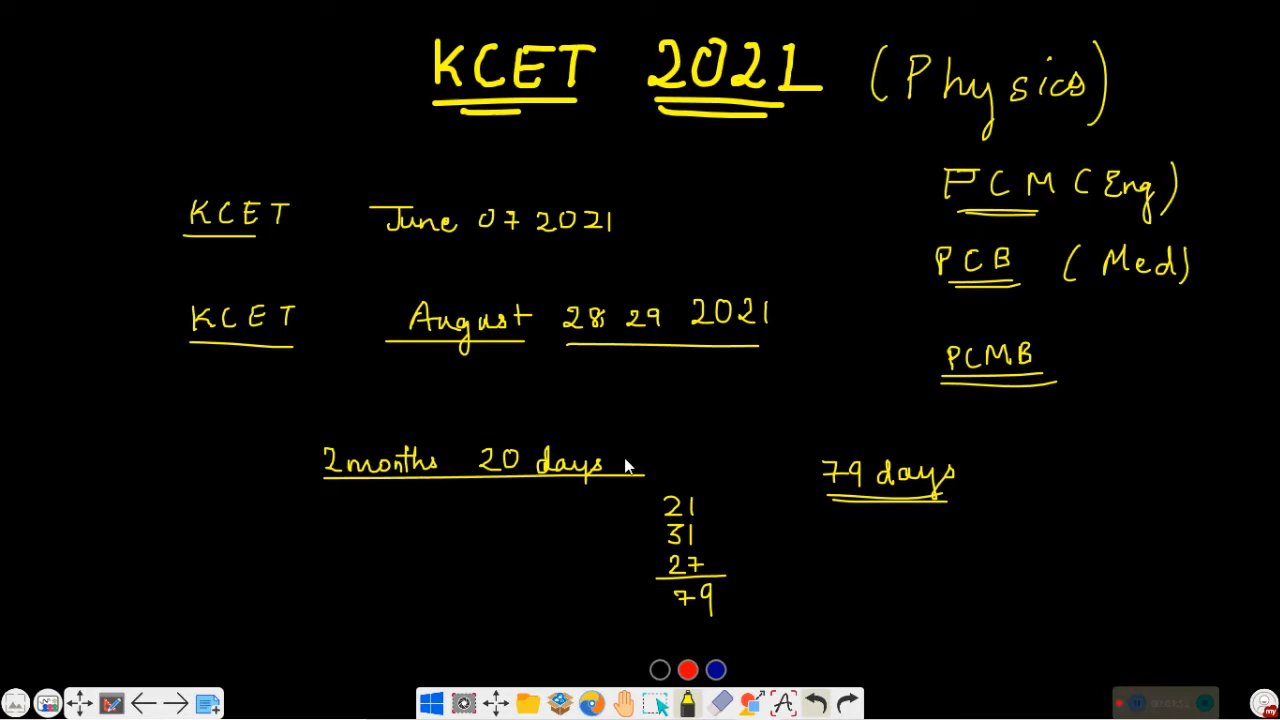 KCET 2021 (Physics)
PCM (Eng)
KCET June 07 2021
PCB (Med)
KCET August 28, 29 2021
PCMB
2months 20 days
79 days
21
31
27
79